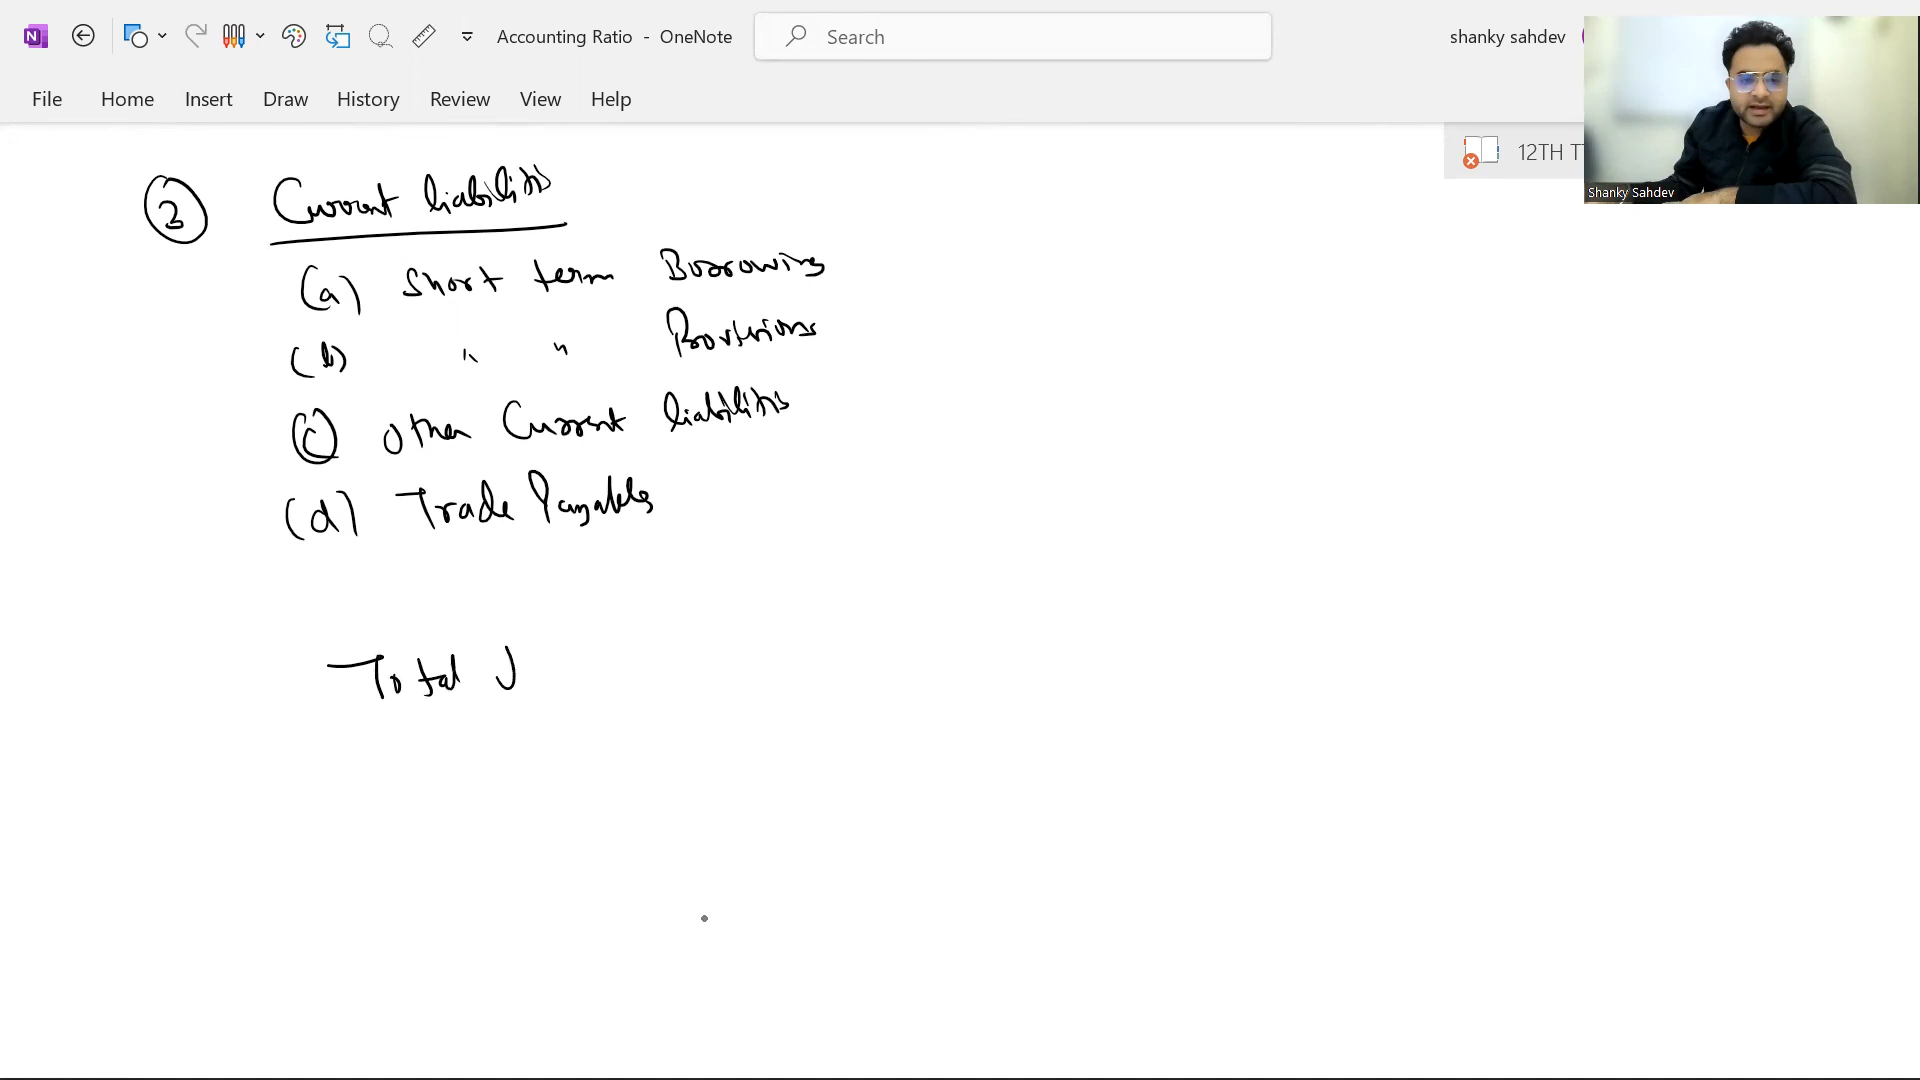 Accounting Ratio - OneNote
Search
shanky sahdev
File Home Insert Draw History Review View Help
12TH T
Shanky Sahdev
3 Current liabilities
(a) Short term Borrowings
(b) " " Provisions
(c) Other Current liabilities
(d) Trade Payables
Total